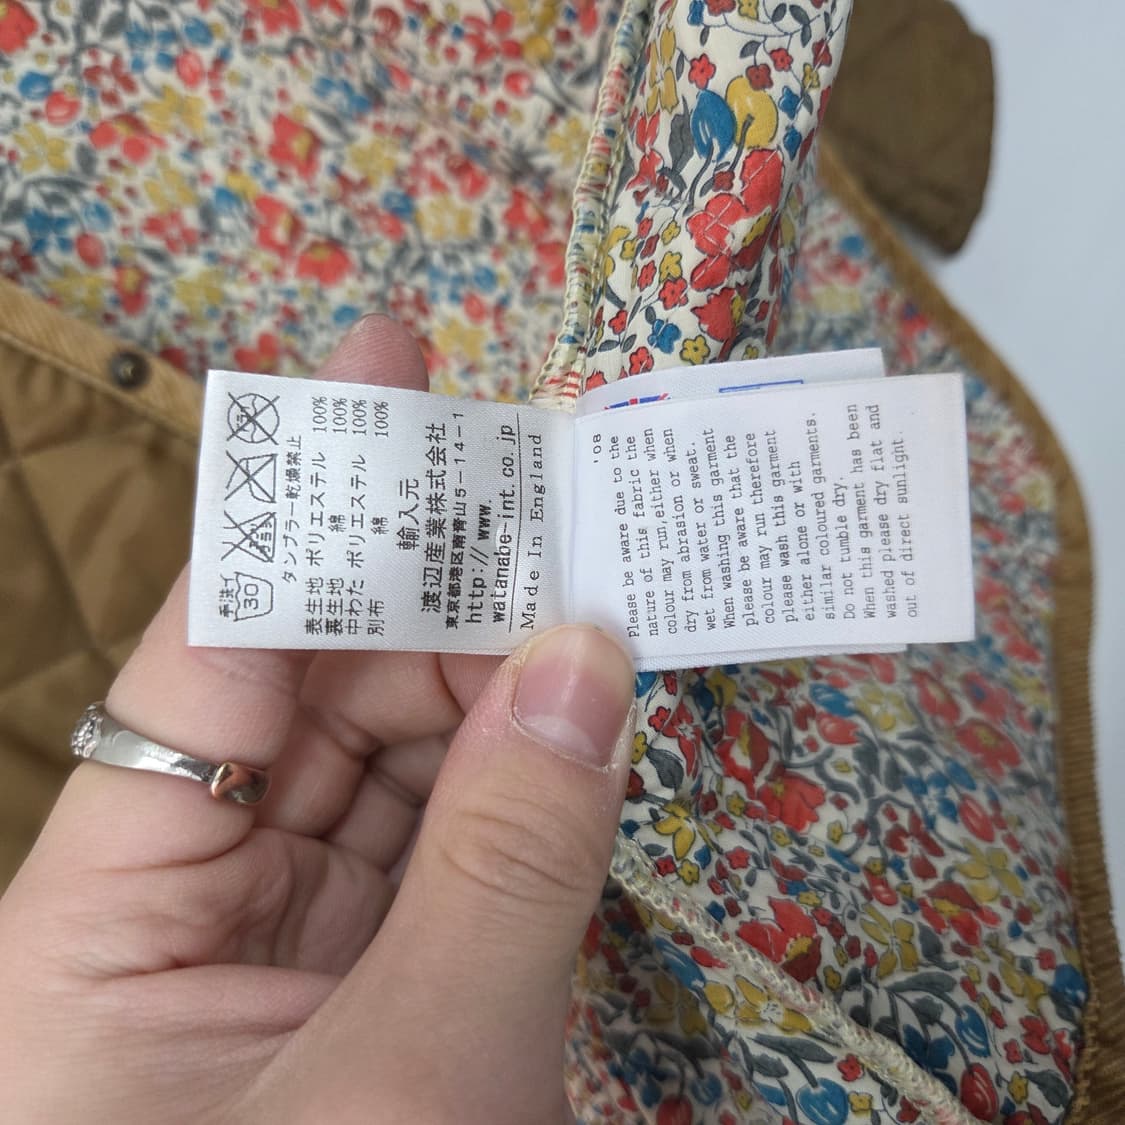 手洗イ
30
タンブラー乾燥禁止
表生地 ポリエステル 100%
裏生地 綿 100%
中わた ポリエステル 100%
別布 綿 100%
輸入元
渡辺産業株式会社
東京都港区南青山5-14-1
http://www.
watanabe-int.co.jp
Made In England
'08
Please be aware due to the
nature of this fabric the
colour may run,either when
dry from abrasion or when
wet from water or sweat.
When washing this garment
please be aware that the
colour may run therefore
please wash this garment
either alone or with
similar coloured garments.
Do not tumble dry.
When this garment has been
washed please dry flat and
out of direct sunlight.